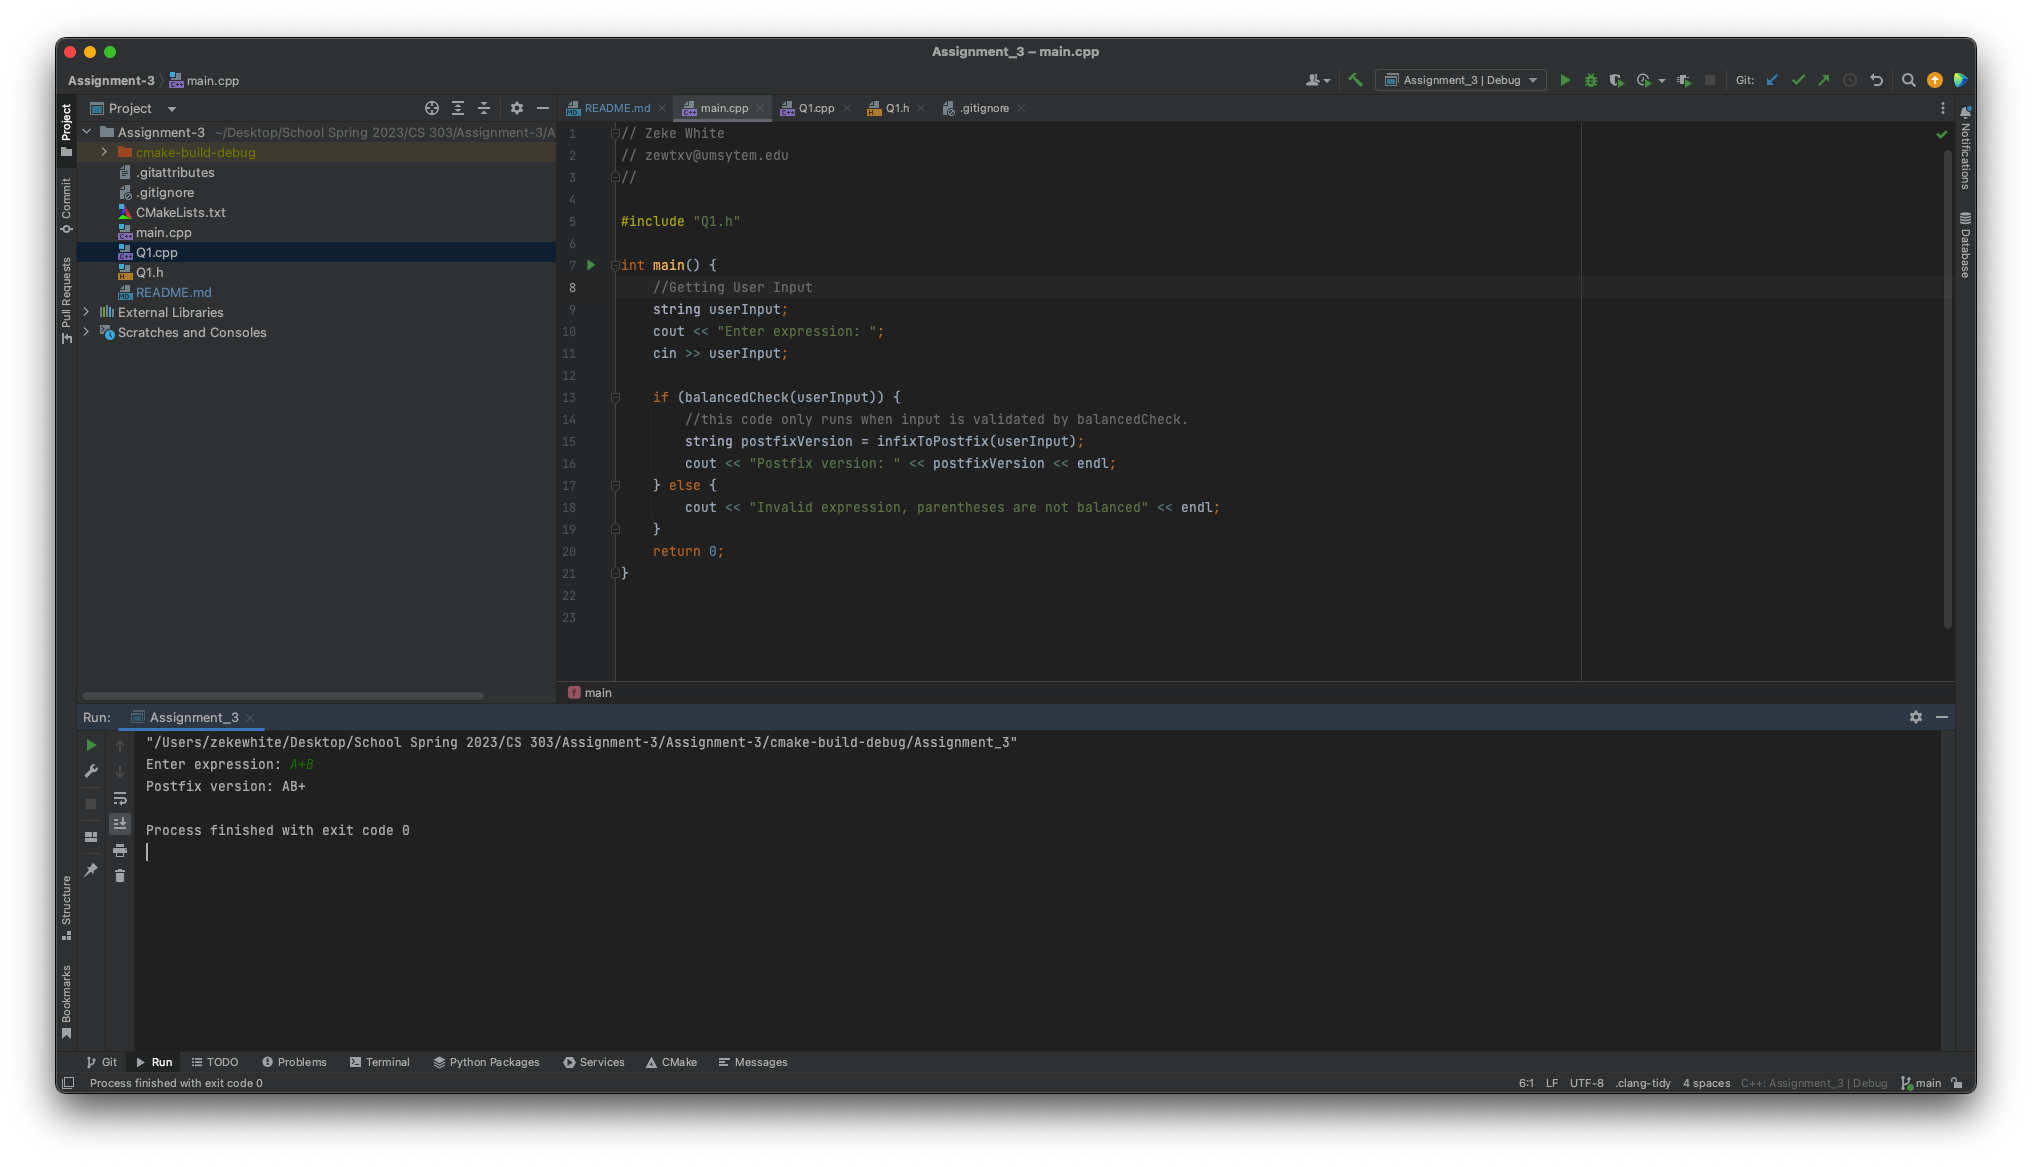 Assignment_3 – main.cpp
Assignment-3 main.cpp
Assignment_3 | Debug
Git:
Project
README.md
main.cpp
Q1.cpp
Q1.h
.gitignore
Project
Commit
Pull Requests
Structure
Bookmarks
Notifications
Database
Assignment-3 ~/Desktop/School Spring 2023/CS 303/Assignment-3/A
cmake-build-debug
.gitattributes
.gitignore
CMakeLists.txt
main.cpp
Q1.cpp
Q1.h
README.md
External Libraries
Scratches and Consoles
1 // Zeke White
2 // zewtxv@umsytem.edu
3 //
4
5 #include "Q1.h"
6
7 int main() {
8 //Getting User Input
9 string userInput;
10 cout << "Enter expression: ";
11 cin >> userInput;
12
13 if (balancedCheck(userInput)) {
14 //this code only runs when input is validated by balancedCheck.
15 string postfixVersion = infixToPostfix(userInput);
16 cout << "Postfix version: " << postfixVersion << endl;
17 } else {
18 cout << "Invalid expression, parentheses are not balanced" << endl;
19 }
20 return 0;
21 }
22
23
f main
Run: Assignment_3
"/Users/zekewhite/Desktop/School Spring 2023/CS 303/Assignment-3/Assignment-3/cmake-build-debug/Assignment_3"
Enter expression: A+B
Postfix version: AB+
Process finished with exit code 0
Git Run TODO Problems Terminal Python Packages Services CMake Messages
Process finished with exit code 0
6:1 LF UTF-8 .clang-tidy 4 spaces C++: Assignment_3 | Debug main